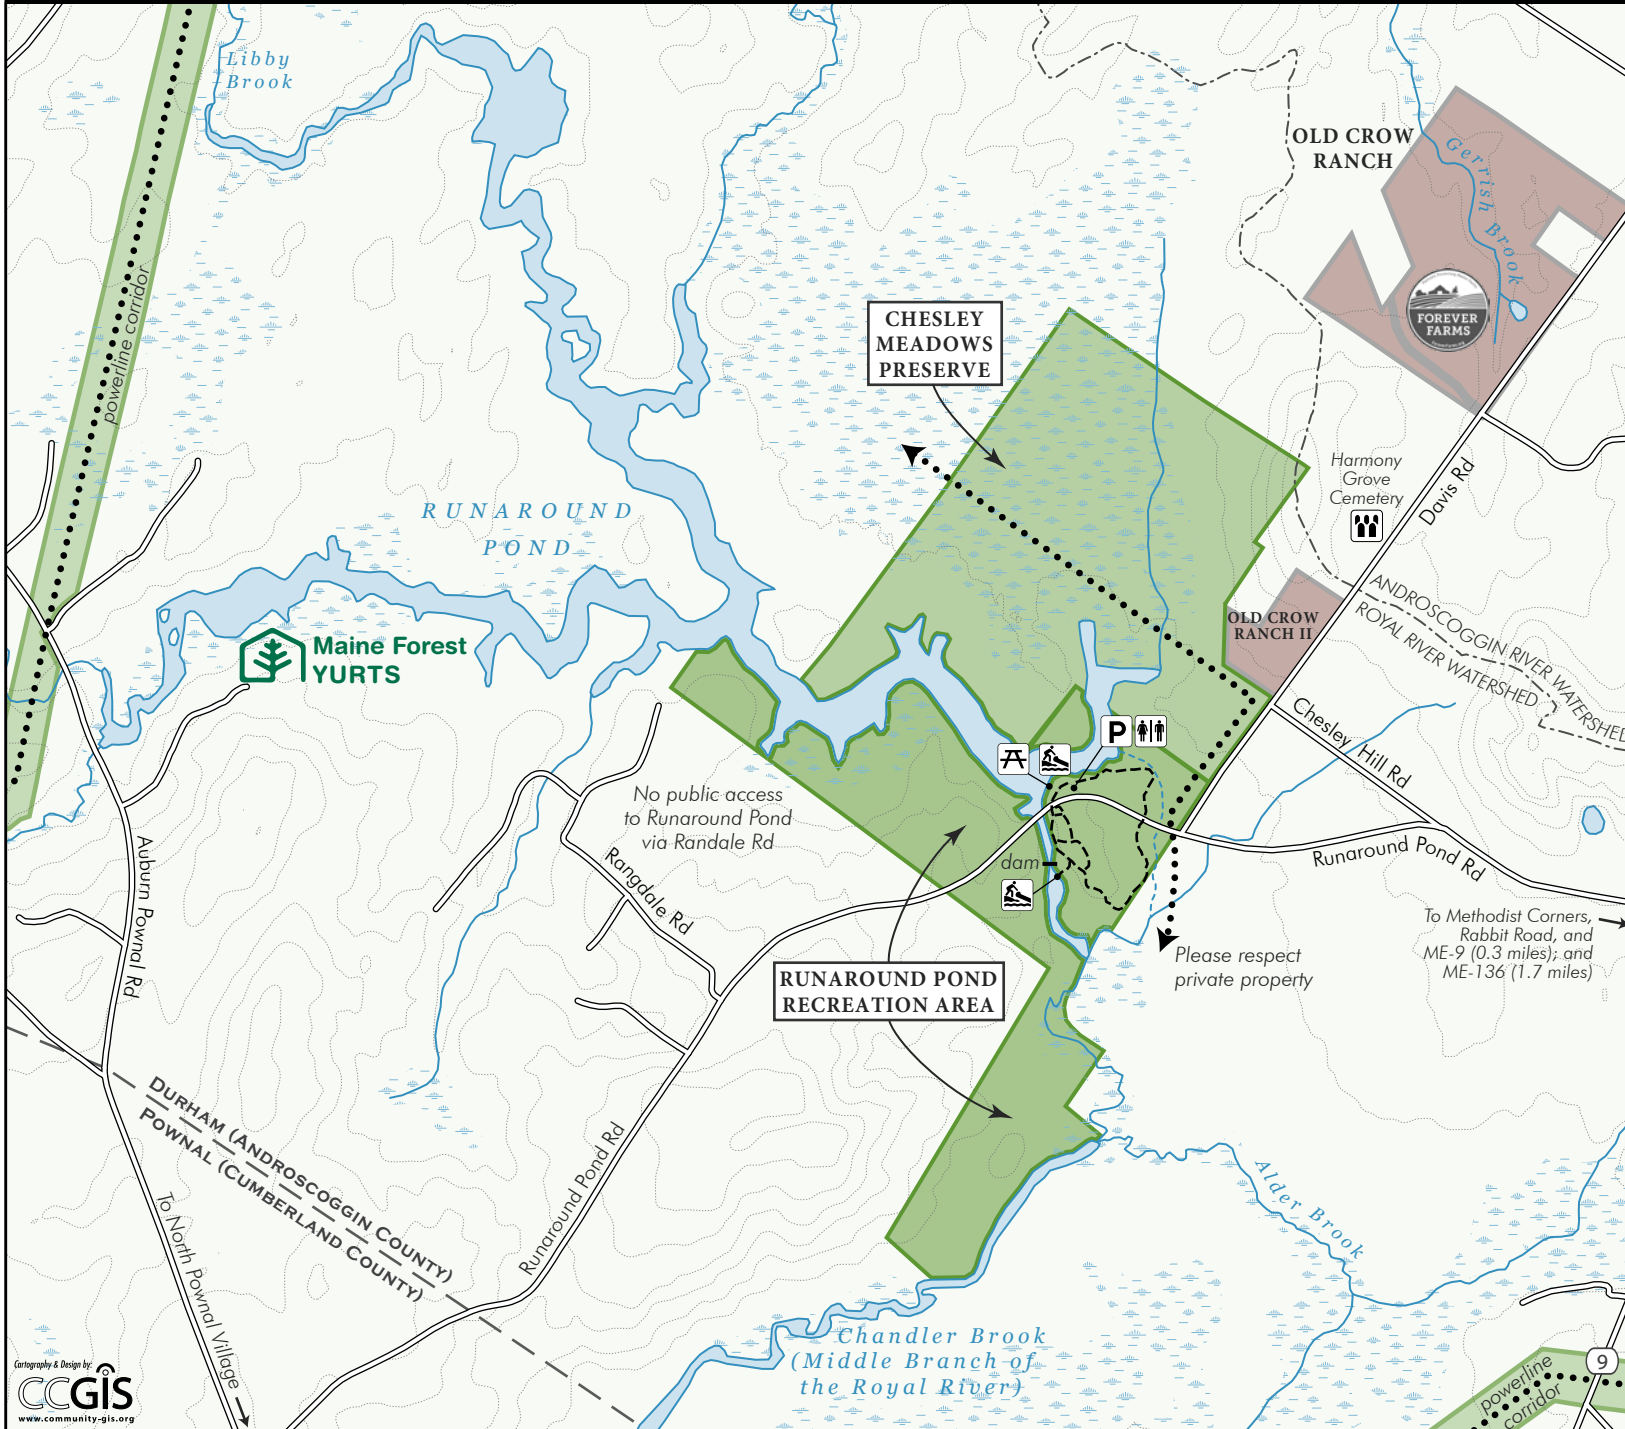 Libby
Brook
powerline corridor
OLD CROW
RANCH
Gerrish Brook
FOREVER
FARMS
CHESLEY
MEADOWS
PRESERVE
Harmony
Grove
Cemetery
Davis Rd
RUNAROUND
POND
ANDROSCOGGIN RIVER WATERSHED
ROYAL RIVER WATERSHED
OLD CROW
RANCH II
Maine Forest
YURTS
P
Chesley Hill Rd
No public access
to Runaround Pond
via Randale Rd
Auburn Pownal Rd
Rangdale Rd
dam
Runaround Pond Rd
To Methodist Corners,
Rabbit Road, and
ME-9 (0.3 miles); and
ME-136 (1.7 miles)
Please respect
private property
RUNAROUND POND
RECREATION AREA
DURHAM (ANDROSCOGGIN COUNTY)
POWNAL (CUMBERLAND COUNTY)
Runaround Pond Rd
To North Pownal Village
Alder Brook
Chandler Brook
(Middle Branch of
the Royal River)
9
powerline
corridor
Cartography & Design by:
CCGIS
www.community-gis.org